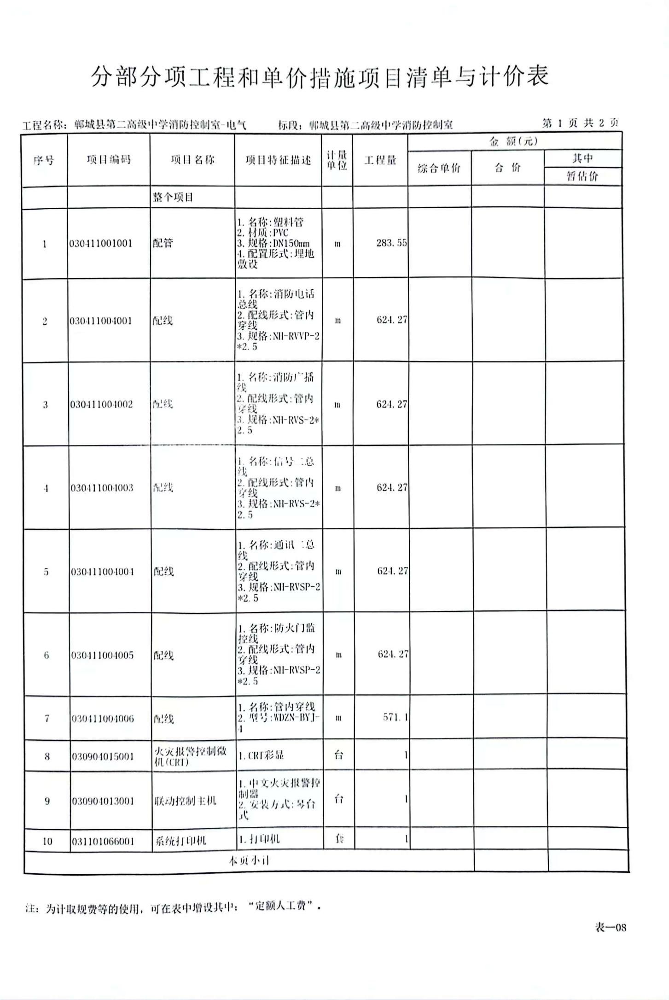 分部分项工程和单价措施项目清单与计价表
工程名称：郸城县第二高级中学消防控制室-电气 标段：郸城县第二高级中学消防控制室 第 1 页 共 2 页
序号 项目编码 项目名称 项目特征描述 计量单位 工程量 金 额(元)
综合单价 合 价 其中
暂估价
整个项目
1 030411001001 配管 1. 名称:塑料管
2. 材质:PVC
3. 规格:DN150mm
4. 配置形式:埋地
敷设
m 283.55
2 030411004001 配线 1. 名称:消防电话
总线
2. 配线形式:管内
穿线
3. 规格:NH-RVVP-2
*2.5
m 624.27
3 030411004002 配线 1. 名称:消防广播
线
2. 配线形式:管内
穿线
3. 规格:NH-RVS-2*
2.5
m 624.27
4 030411004003 配线 1. 名称:信号二总
线
2. 配线形式:管内
穿线
3. 规格:NH-RVS-2*
2.5
m 624.27
5 030411004004 配线 1. 名称:通讯二总
线
2. 配线形式:管内
穿线
3. 规格:NH-RVSP-2
*2.5
m 624.27
6 030411004005 配线 1. 名称:防火门监
控线
2. 配线形式:管内
穿线
3. 规格:NH-RVSP-2
*2.5
m 624.27
7 030411004006 配线 1. 名称:管内穿线
2. 型号:WDZN-BYJ-
4
m 571.1
8 030904015001 火灾报警控制微
机(CRT)
1. CRT彩显 台 1
9 030904013001 联动控制主机 1. 中文火灾报警控
制器
2. 安装方式:琴台
式
台 1
10 031101066001 系统打印机 1. 打印机 套 1
本页小计
注：为计取规费等的使用，可在表中增设其中：“定额人工费”。
表—08